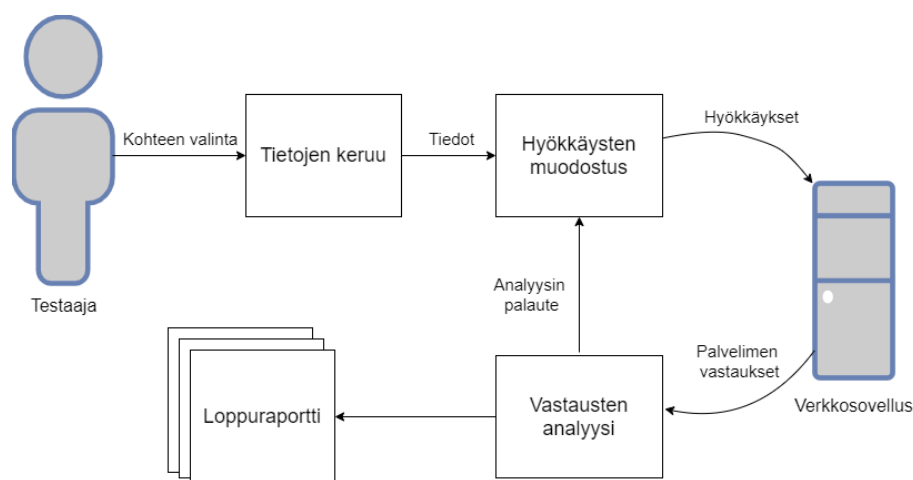 Kohteen valinta
Tietojen keruu
Tiedot
Hyökkäysten
muodostus
Hyökkäykset
Testaaja
Analyysin
palaute
Palvelimen
vastaukset
Verkkosovellus
Vastausten
analyysi
Loppuraportti